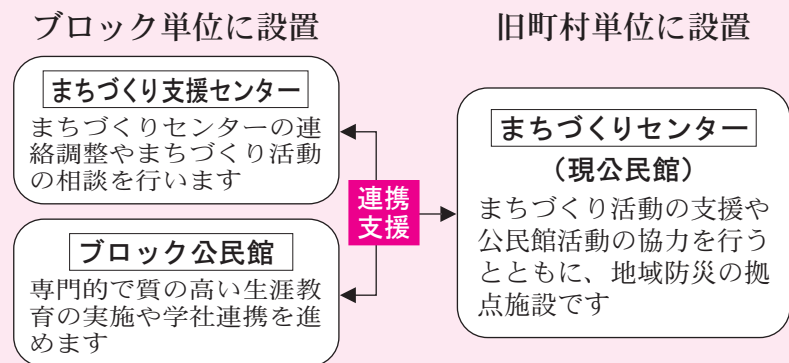 ブロック単位に設置
まちづくり支援センター
まちづくりセンターの連
絡調整やまちづくり活動
の相談を行います
ブロック公民館
専門的で質の高い生涯教
育の実施や学社連携を進
めます
連携
支援
旧町村単位に設置
まちづくりセンター
（現公民館）
まちづくり活動の支援や
公民館活動の協力を行う
とともに、地域防災の拠
点施設です